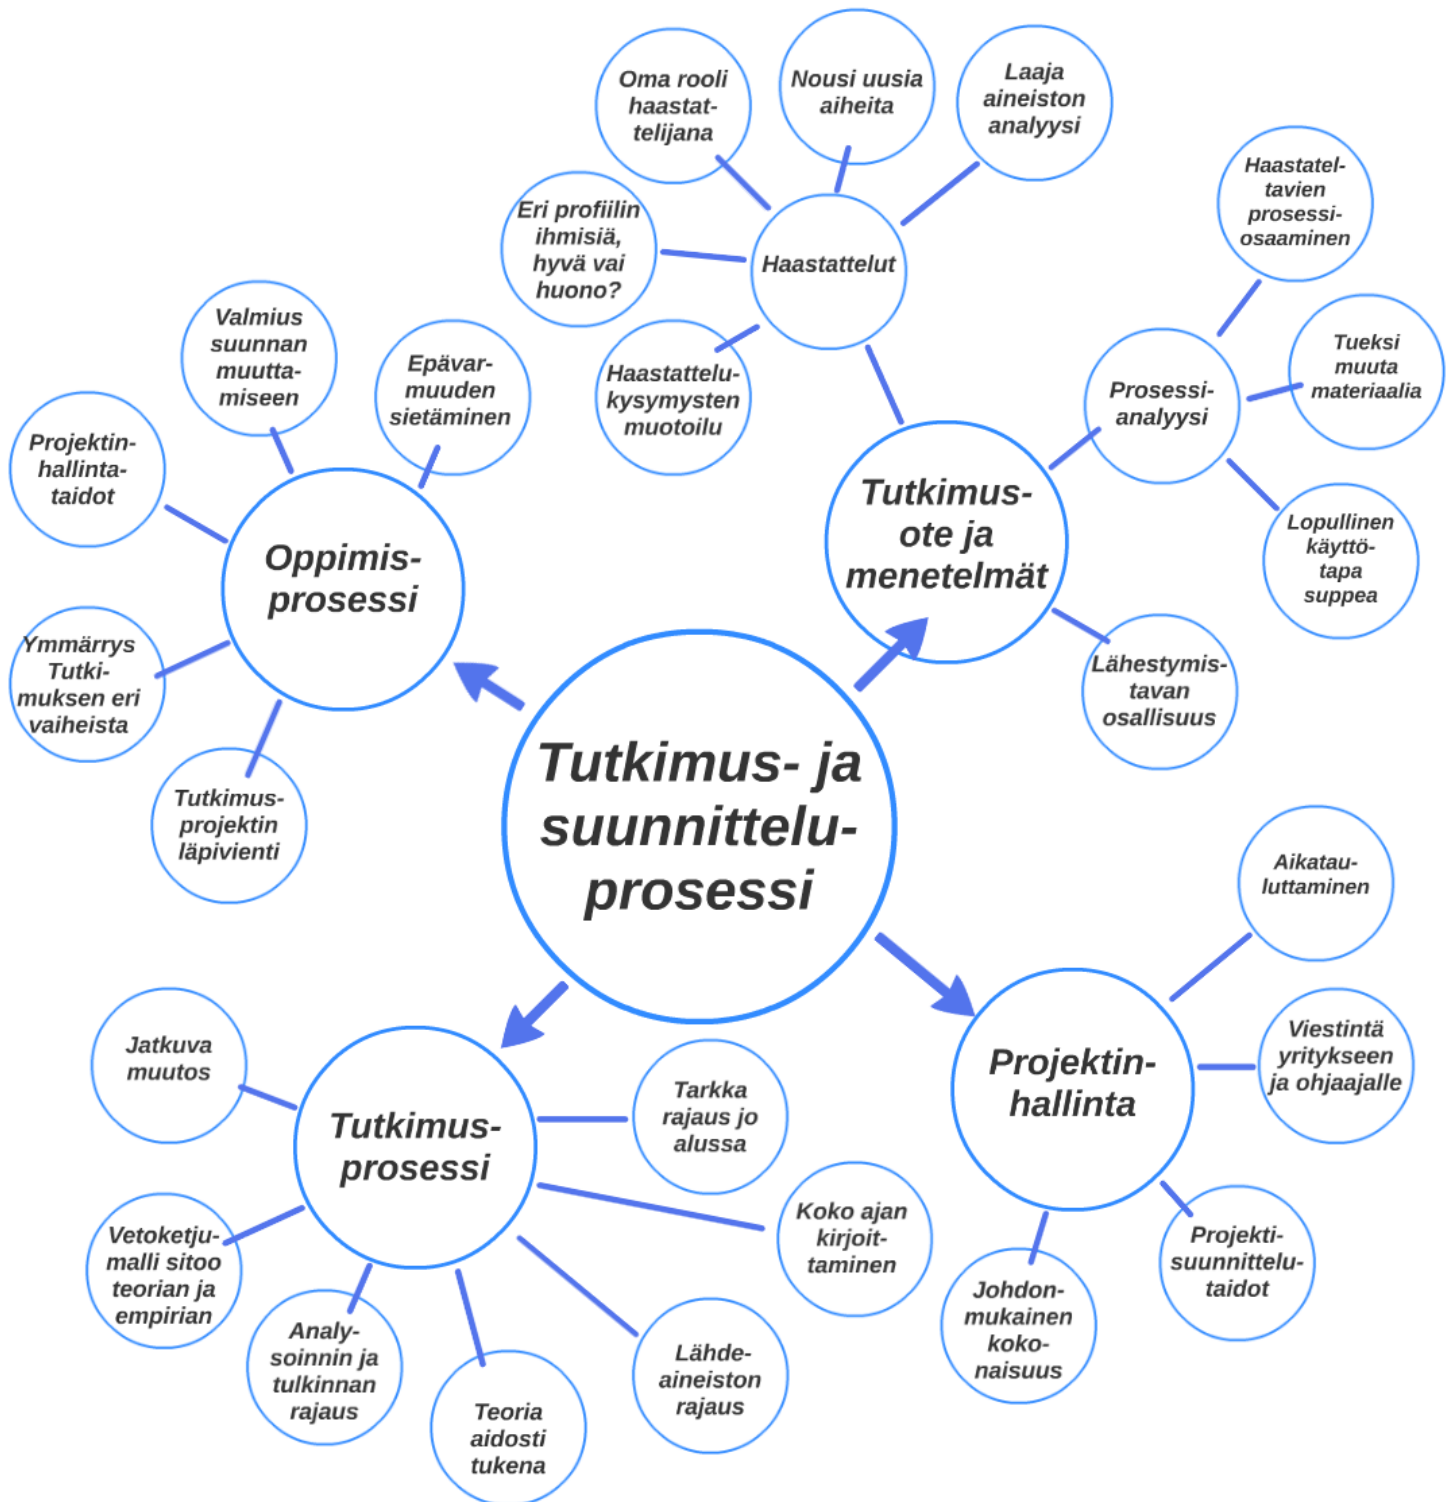 Oma rooli
haastat-
telijana
Nousi uusia
aiheita
Laaja
aineiston
analyysi
Eri profiilin
ihmisiä,
hyvä vai
huono?
Haastattelut
Haastattelu-
kysymysten
muotoilu
Haastatel-
tavien
prosessi-
osaaminen
Tueksi
muuta
materiaalia
Prosessi-
analyysi
Lopullinen
käyttö-
tapa
suppea
Tutkimus-
ote ja
menetelmät
Lähestymis-
tavan
osallisuus
Valmius
suunnan
muutta-
miseen
Epävar-
muuden
sietäminen
Projektin-
hallinta-
taidot
Oppimis-
prosessi
Ymmärrys
Tutki-
muksen eri
vaiheista
Tutkimus-
projektin
läpivienti
Tutkimus- ja
suunnittelu-
prosessi
Aikatau-
luttaminen
Viestintä
yritykseen
ja ohjaajalle
Projektin-
hallinta
Projekti-
suunnittelu-
taidot
Johdon-
mukainen
koko-
naisuus
Jatkuva
muutos
Tutkimus-
prosessi
Tarkka
rajaus jo
alussa
Koko ajan
kirjoit-
taminen
Vetoketju-
malli sitoo
teorian ja
empirian
Analy-
soinnin ja
tulkinnan
rajaus
Teoria
aidosti
tukena
Lähde-
aineiston
rajaus